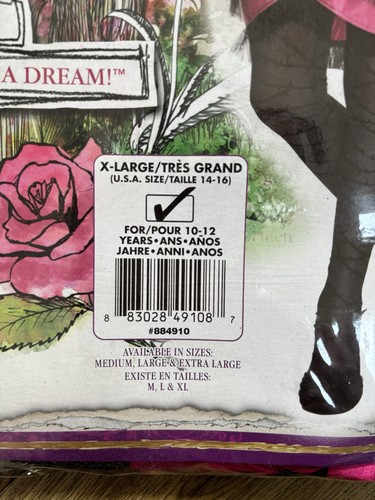 A DREAM!™
X-LARGE/TRÈS GRAND
(U.S.A. SIZE/TAILLE 14-16)
FOR/POUR 10-12
YEARS•ANS•AÑOS
JAHRE•ANNI•ANOS
8 83028 49108 7
#884910
AVAILABLE IN SIZES:
MEDIUM, LARGE & EXTRA LARGE
EXISTE EN TAILLES:
M, L & XL